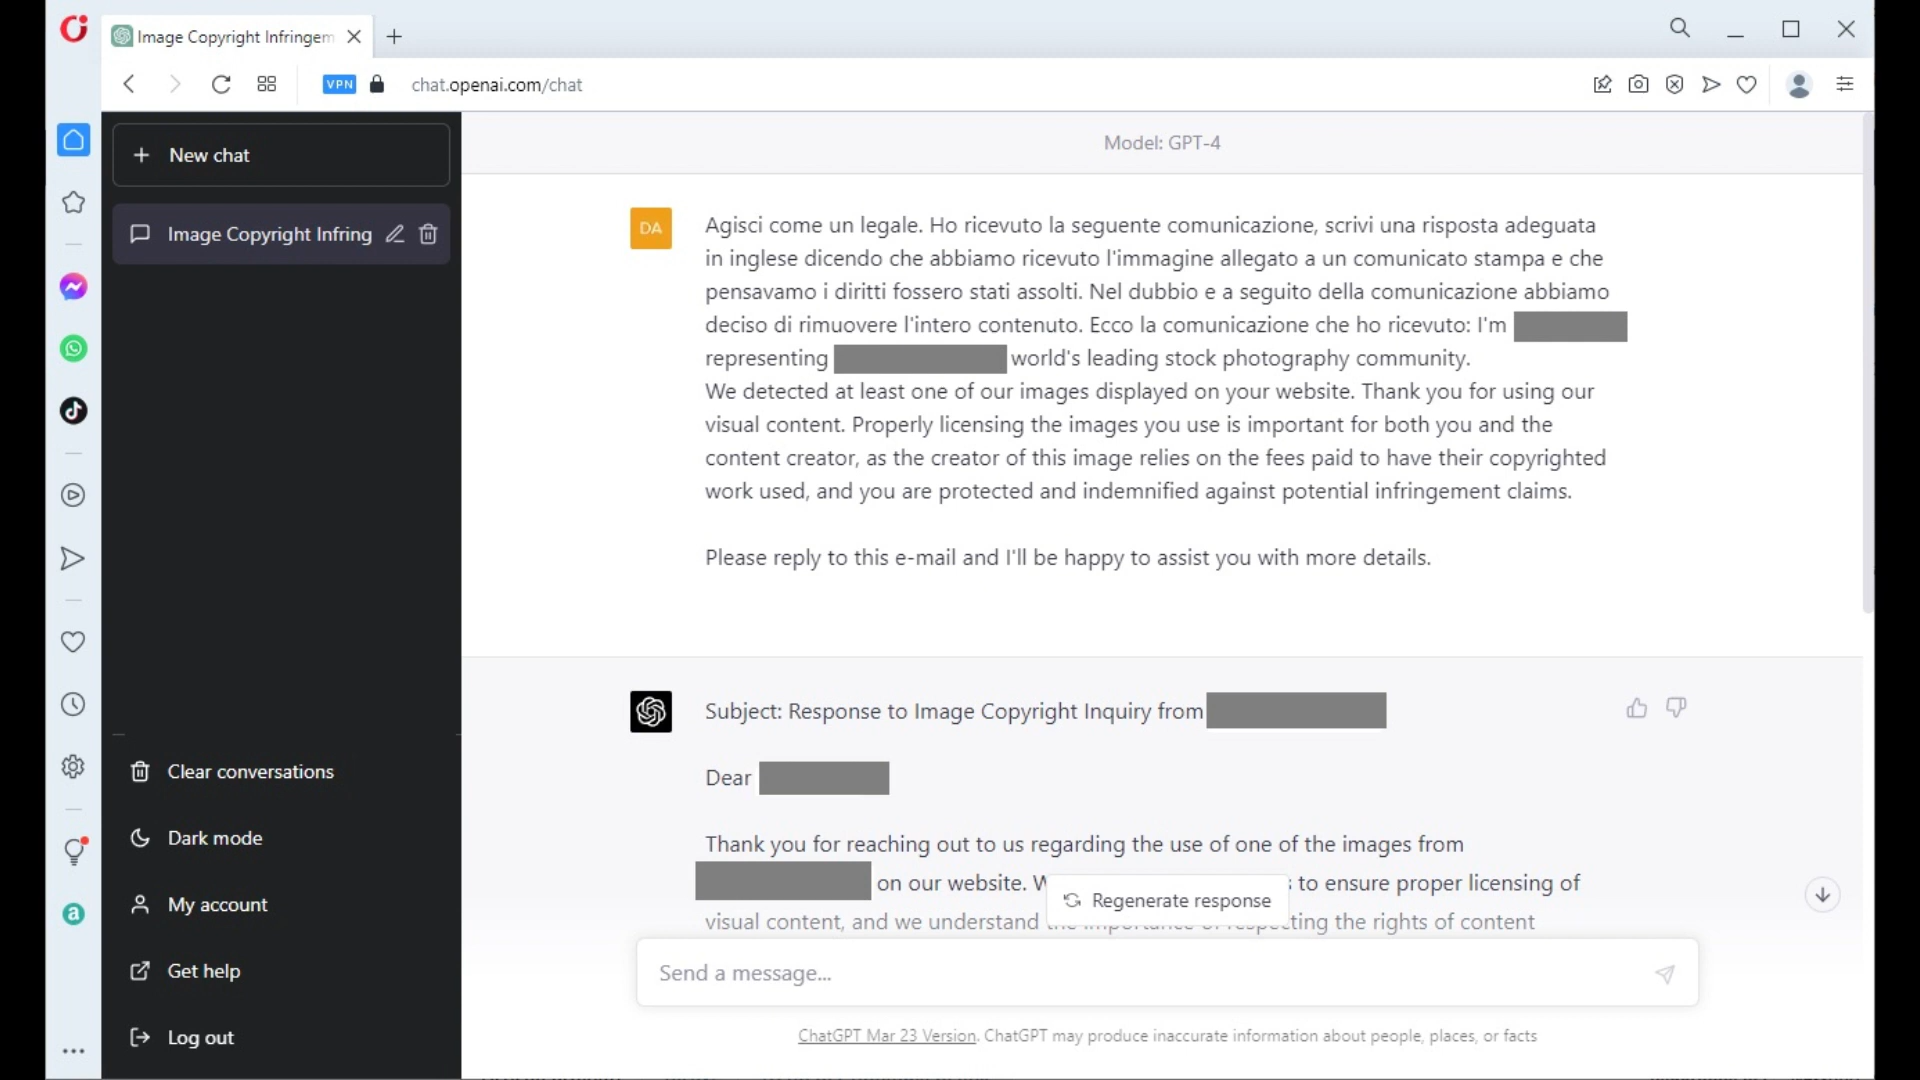 Image Copyright Infringem
VPN
chat.openai.com/chat
New chat
Image Copyright Infring
Clear conversations
Dark mode
My account
Get help
Log out
Model: GPT-4
DA
Agisci come un legale. Ho ricevuto la seguente comunicazione, scrivi una risposta adeguata
in inglese dicendo che abbiamo ricevuto l'immagine allegato a un comunicato stampa e che
pensavamo i diritti fossero stati assolti. Nel dubbio e a seguito della comunicazione abbiamo
deciso di rimuovere l'intero contenuto. Ecco la comunicazione che ho ricevuto: I'm
representing world's leading stock photography community.
We detected at least one of our images displayed on your website. Thank you for using our
visual content. Properly licensing the images you use is important for both you and the
content creator, as the creator of this image relies on the fees paid to have their copyrighted
work used, and you are protected and indemnified against potential infringement claims.
Please reply to this e-mail and I'll be happy to assist you with more details.
Subject: Response to Image Copyright Inquiry from
Dear
Thank you for reaching out to us regarding the use of one of the images from
on our website. to ensure proper licensing of
visual content, and we understand the importance of respecting the rights of content
Regenerate response
Send a message...
ChatGPT Mar 23 Version. ChatGPT may produce inaccurate information about people, places, or facts